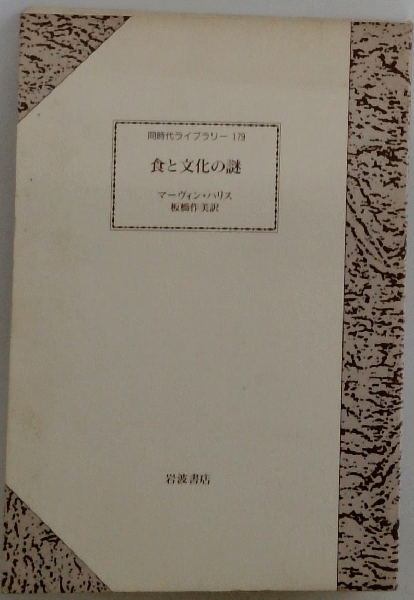 同時代ライブラリー 179
食と文化の謎
マーヴィン・ハリス
板橋作美訳
岩波書店